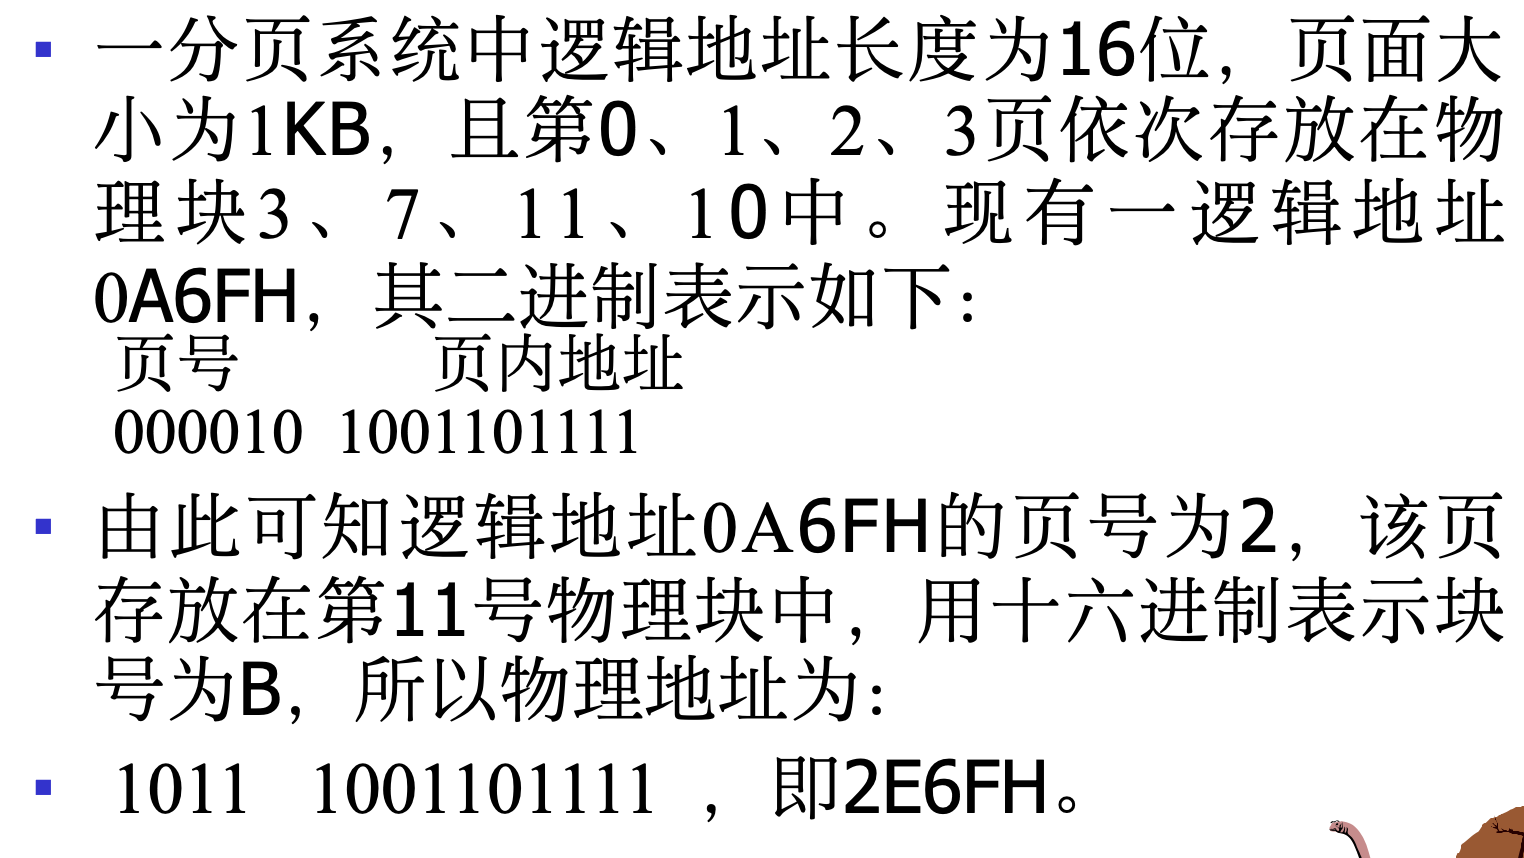 一分页系统中逻辑地址长度为16位，页面大
小为1KB，且第0、1、2、3页依次存放在物
理块3、7、11、10中。现有一逻辑地址
0A6FH，其二进制表示如下：
页号 页内地址
000010 1001101111
由此可知逻辑地址0A6FH的页号为2，该页
存放在第11号物理块中，用十六进制表示块
号为B，所以物理地址为：
1011 1001101111 ，即2E6FH。